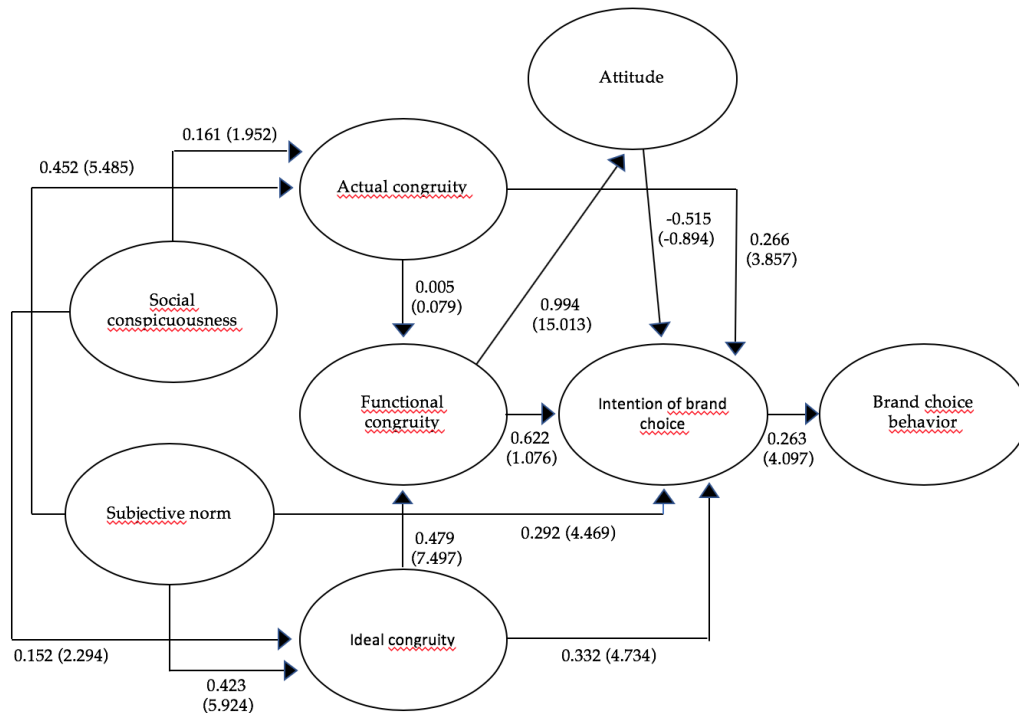 Attitude
0.161 (1.952)
0.452 (5.485)
Actual congruity
-0.515
(-0.894)
0.266
(3.857)
0.005
(0.079)
Social
conspicuousness
0.994
(15.013)
Functional
congruity
Intention of brand
choice
Brand choice
behavior
0.622
(1.076)
0.263
(4.097)
Subjective norm
0.292 (4.469)
0.479
(7.497)
Ideal congruity
0.152 (2.294)
0.332 (4.734)
0.423
(5.924)